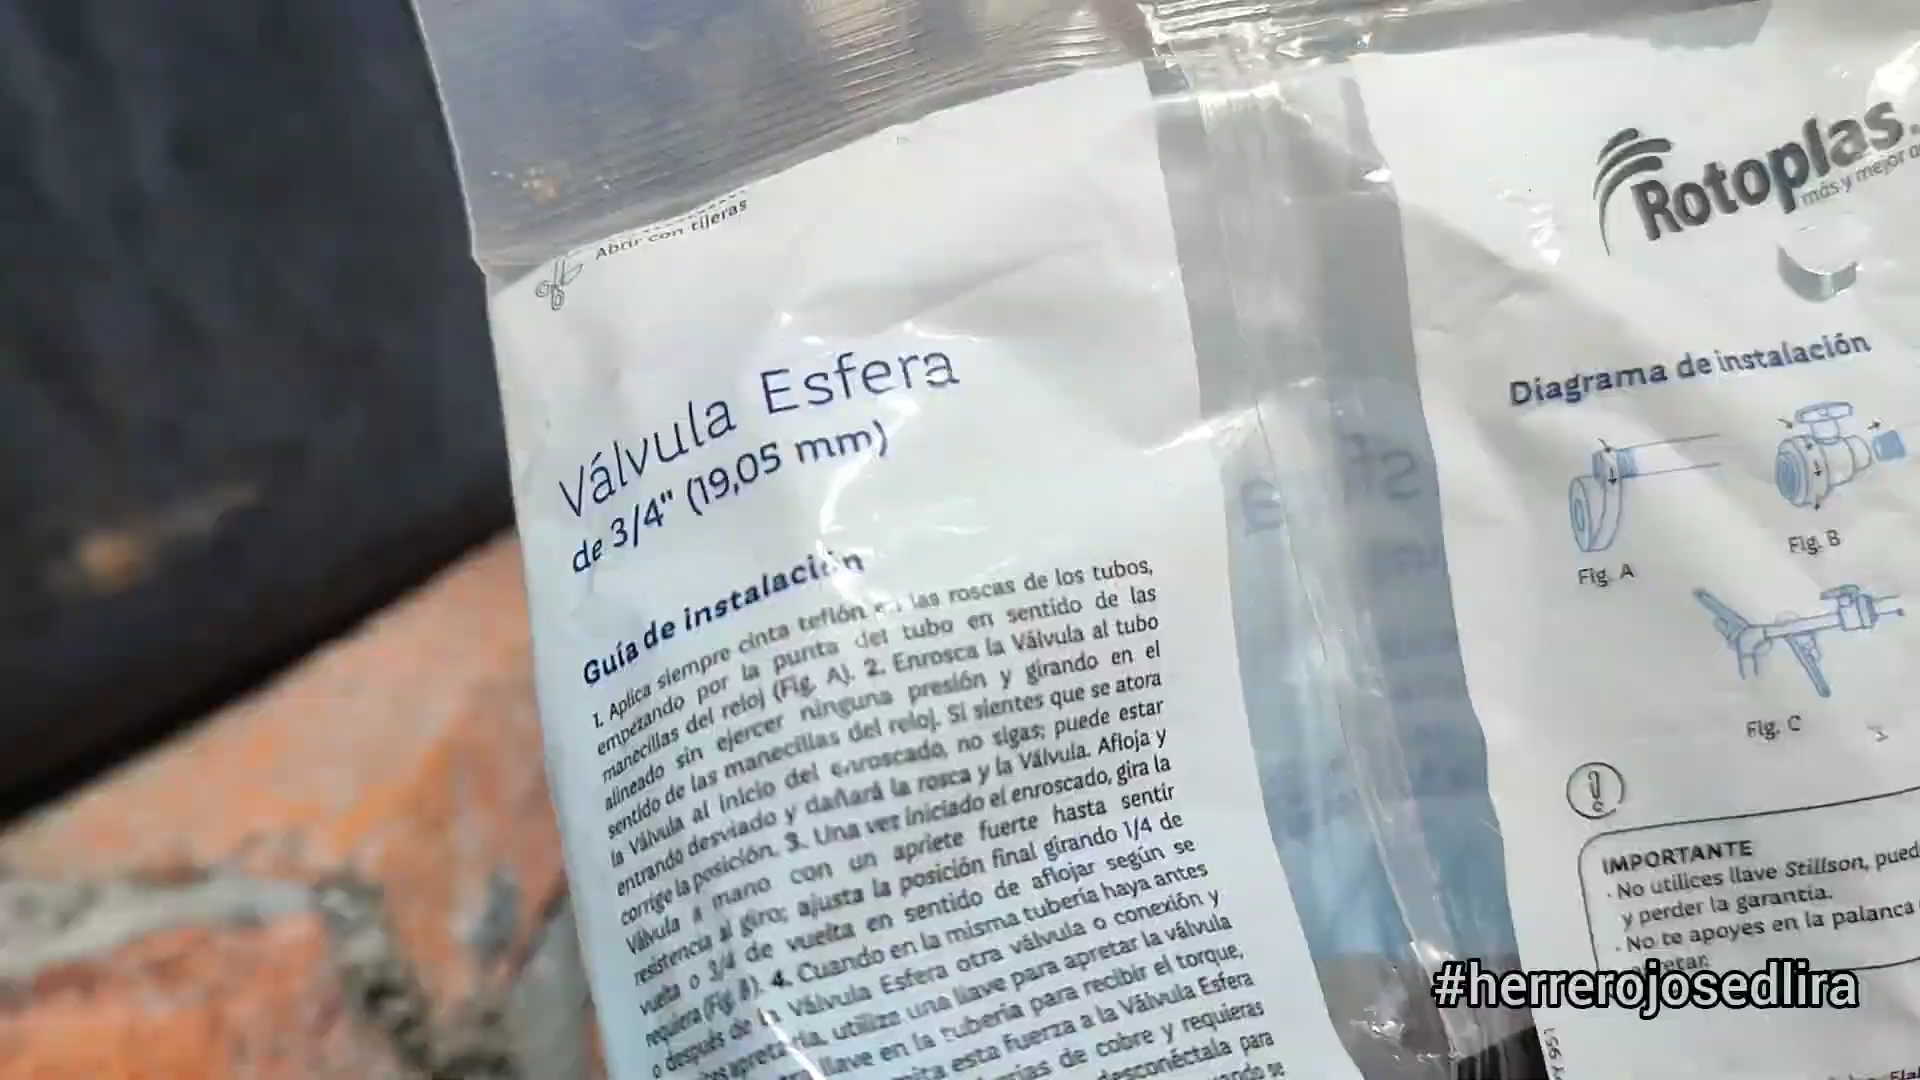 Abrir con tijeras
Válvula Esfera
de 3/4" (19,05 mm)
Guía de instalación
1. Aplica siempre cinta teflón en las roscas de los tubos,
empezando por la punta del tubo en sentido de las
manecillas del reloj (Fig. A). 2. Enrosca la Válvula al tubo
alineado sin ejercer ninguna presión y girando en el
sentido de las manecillas del reloj. Si sientes que se atora
la Válvula al inicio del enroscado, no sigas; puede estar
entrando desviado y dañará la rosca y la Válvula. Afloja y
corrige la posición. 3. Una vez iniciado el enroscado, gira la
Válvula a mano con un apriete fuerte hasta sentir
resistencia al giro; ajusta la posición final girando 1/4 de
vuelta o 3/4 de vuelta en sentido de aflojar según se
requiera (Fig. B). 4. Cuando en la misma tubería haya antes
o después de la Válvula Esfera otra válvula o conexión y
utiliza una llave para apretar la válvula
llave en la tubería para recibir el torque,
esta fuerza a la Válvula Esfera
de cobre y requieras
desconéctala para
Rotoplas.
más y mejor
Diagrama de instalación
Fig. A
Fig. B
Fig. C
IMPORTANTE
· No utilices llave Stillson,
y perder la garantía.
· No te apoyes en la palanca
apretar.
#herrerojosedlira